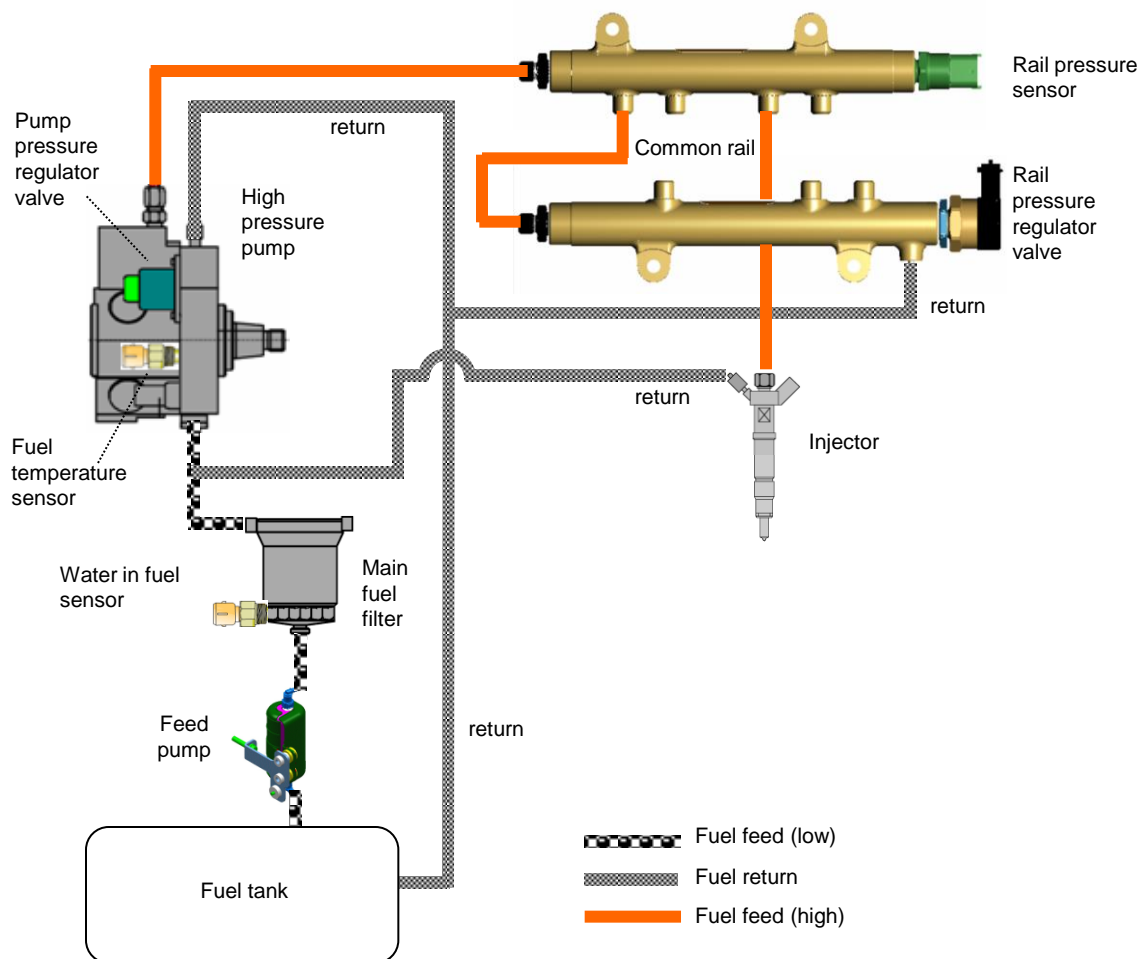 Rail pressure
sensor
return
Pump
pressure
regulator
valve
Common rail
High
pressure
pump
Rail
pressure
regulator
valve
return
return
Injector
Fuel
temperature
sensor
Water in fuel
sensor
Main
fuel
filter
Feed
pump
return
Fuel tank
Fuel feed (low)
Fuel return
Fuel feed (high)